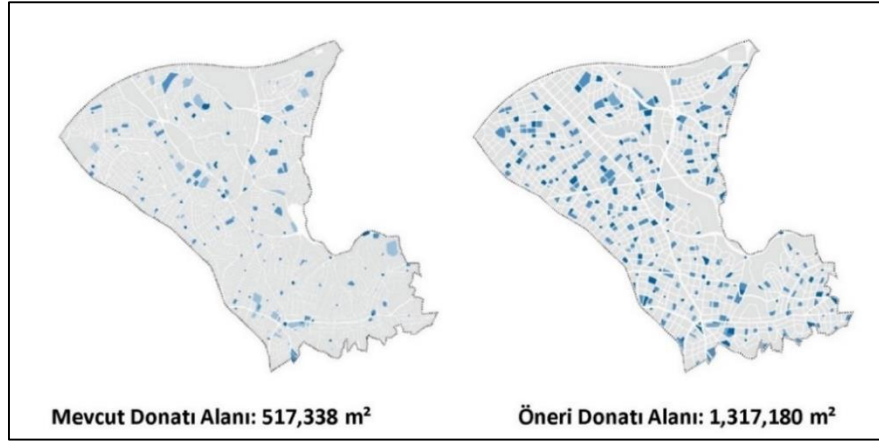 Mevcut Donatı Alanı: 517,338 m²
Öneri Donatı Alanı: 1,317,180 m²